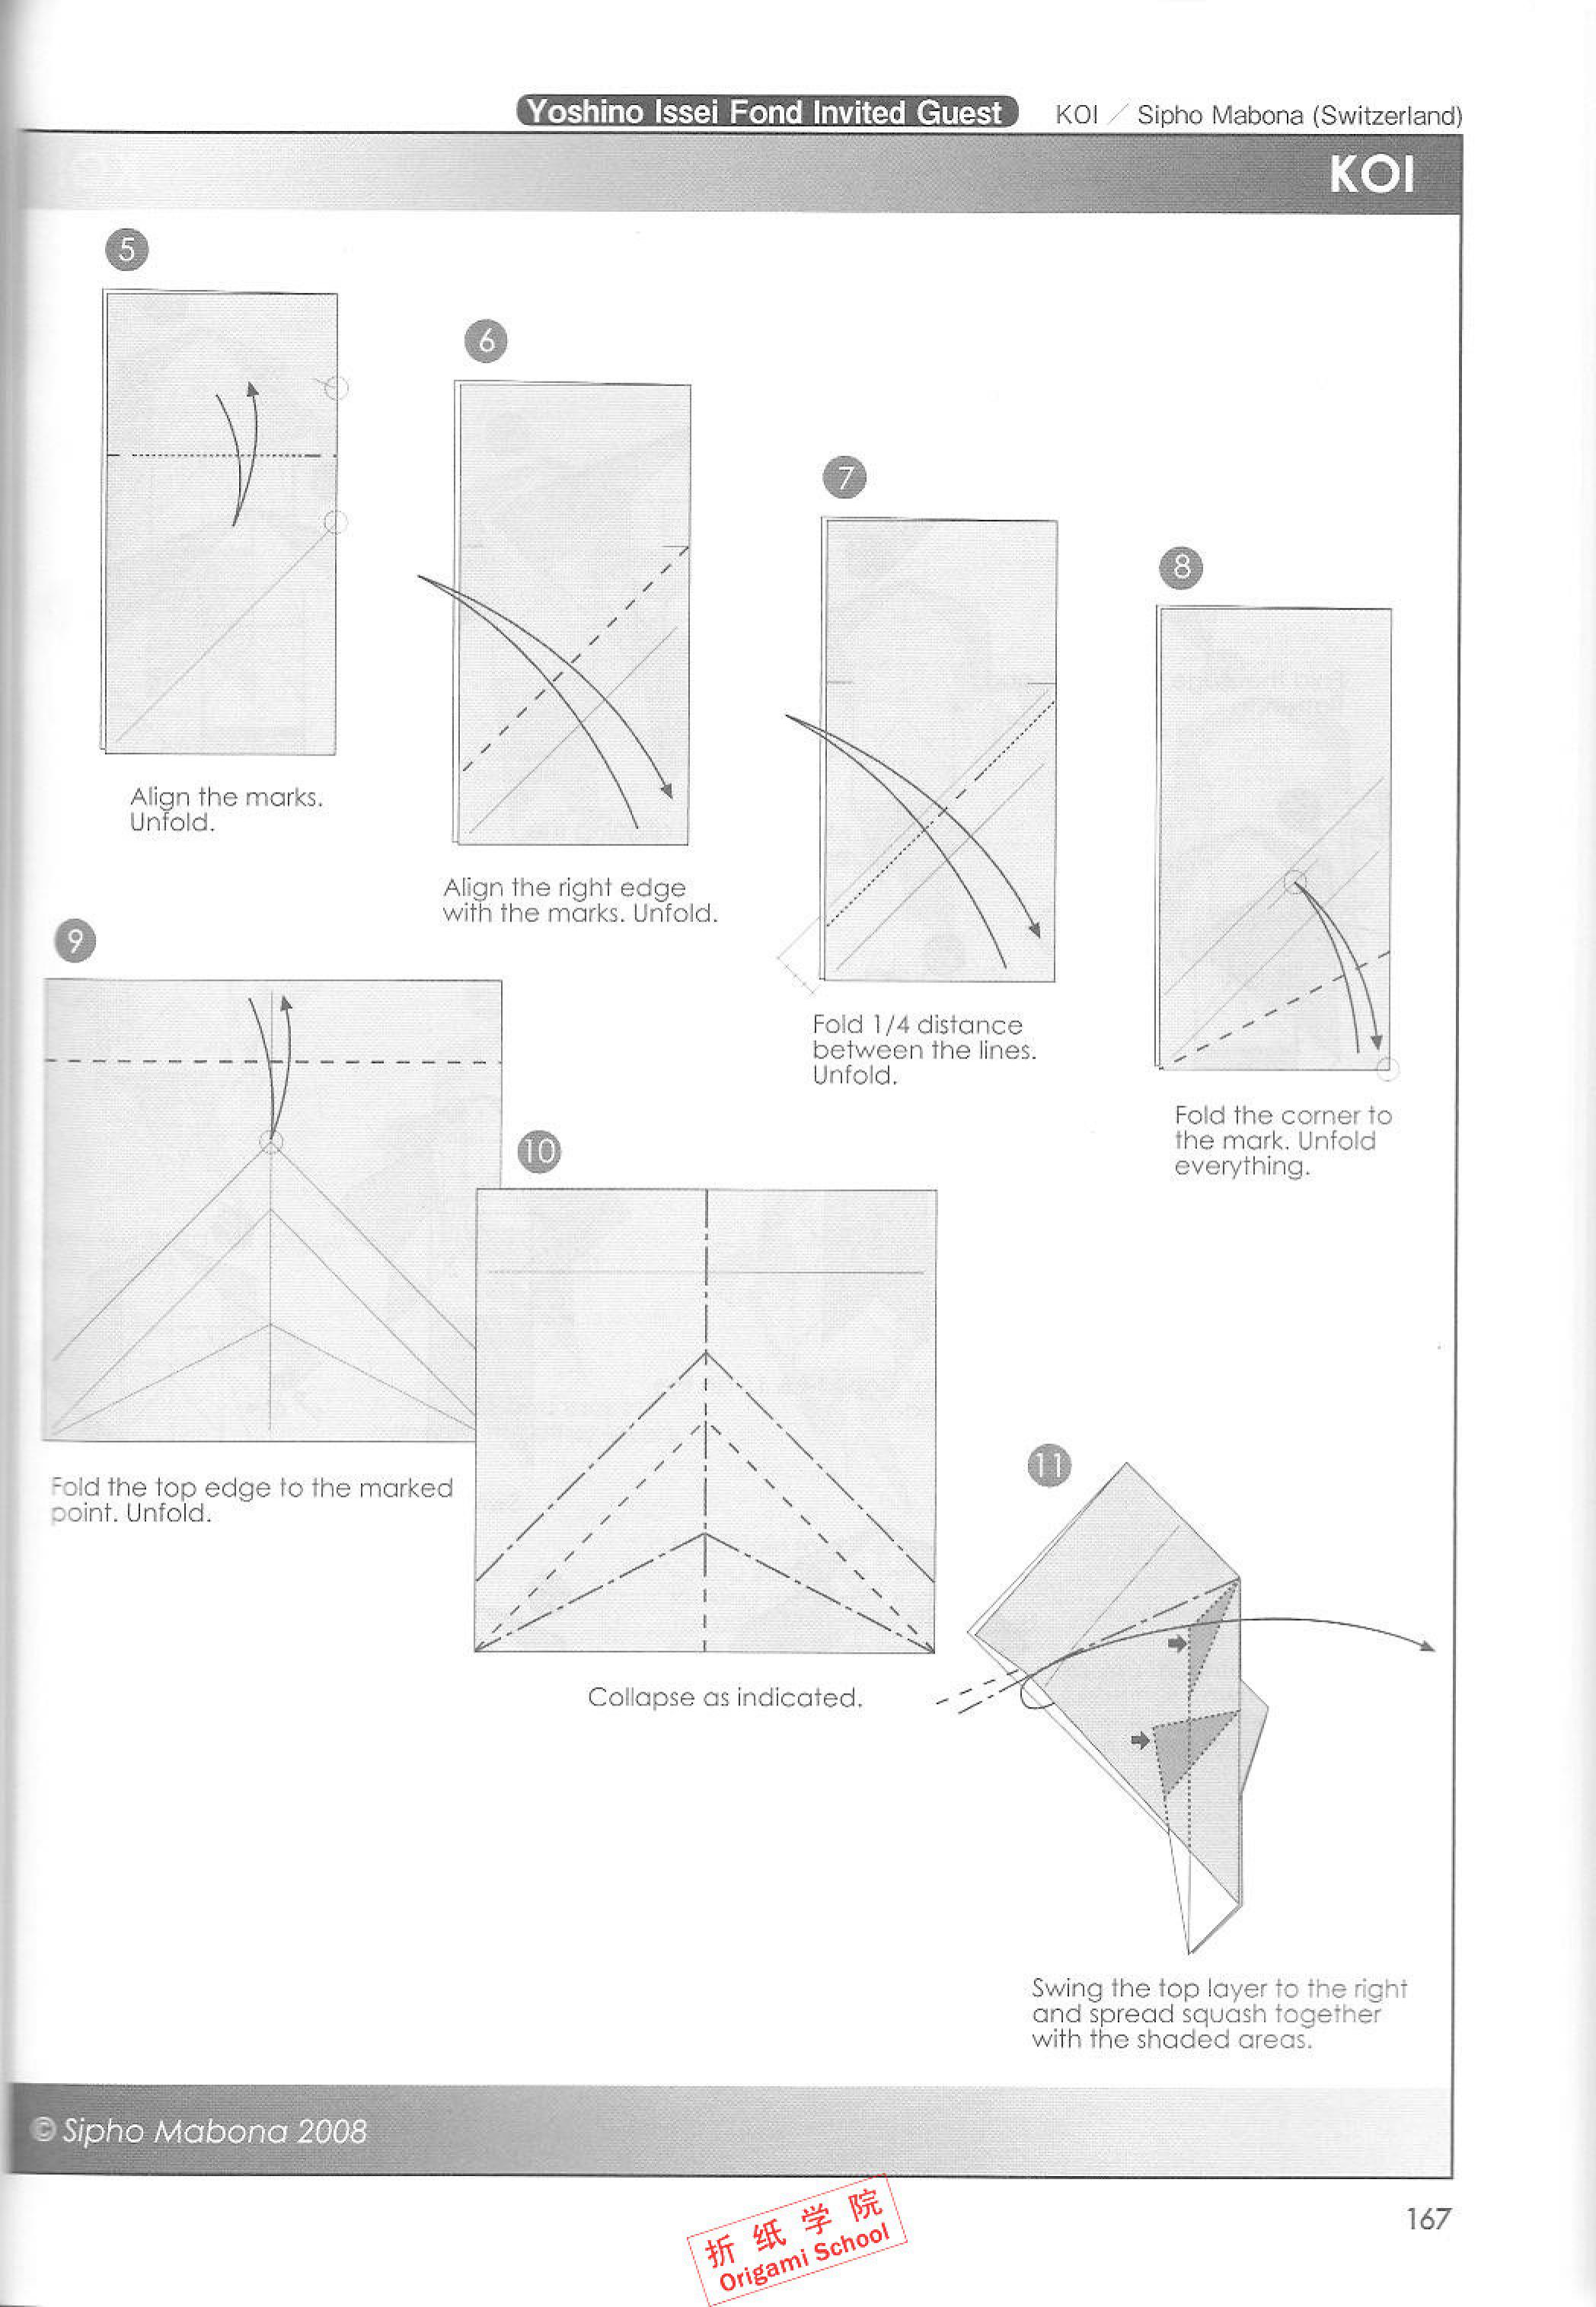 Yoshino Issei Fond Invited Guest KOI / Sipho Mabona (Switzerland)
KOI
5
Align the marks.
Unfold.
6
Align the right edge
with the marks. Unfold.
7
Fold 1/4 distance
between the lines.
Unfold.
8
Fold the corner to
the mark. Unfold
everything.
9
Fold the top edge to the marked
point. Unfold.
10
Collapse as indicated.
11
Swing the top layer to the right
and spread squash together
with the shaded areas.
© Sipho Mabona 2008
167
折纸学院
Origami School